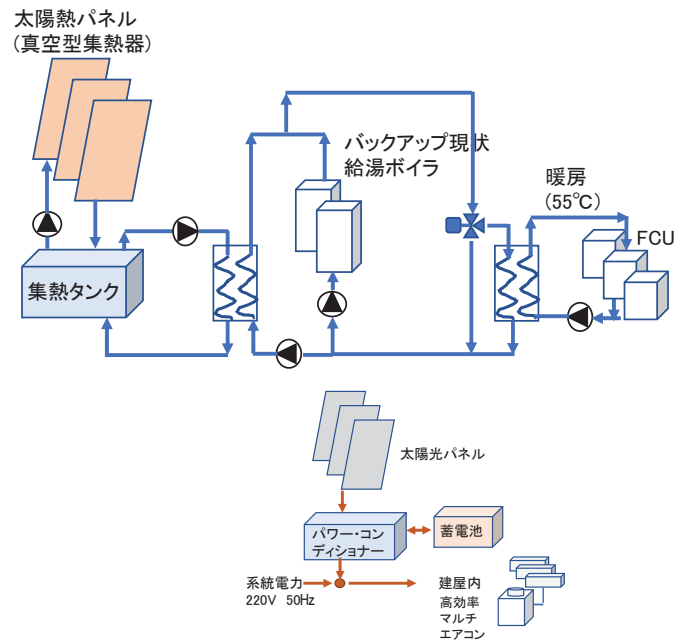 太陽熱パネル
(真空型集熱器)
バックアップ現状
給湯ボイラ
暖房
(55℃)
FCU
集熱タンク
太陽光パネル
パワー・コン
ディショナー
蓄電池
系統電力
220V 50Hz
建屋内
高効率
マルチ
エアコン